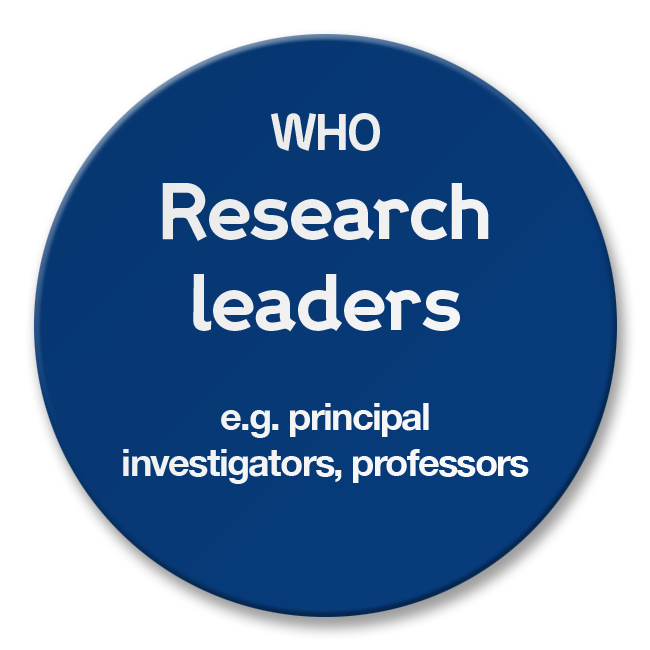 WHO
Research
leaders
e.g. principal
investigators, professors